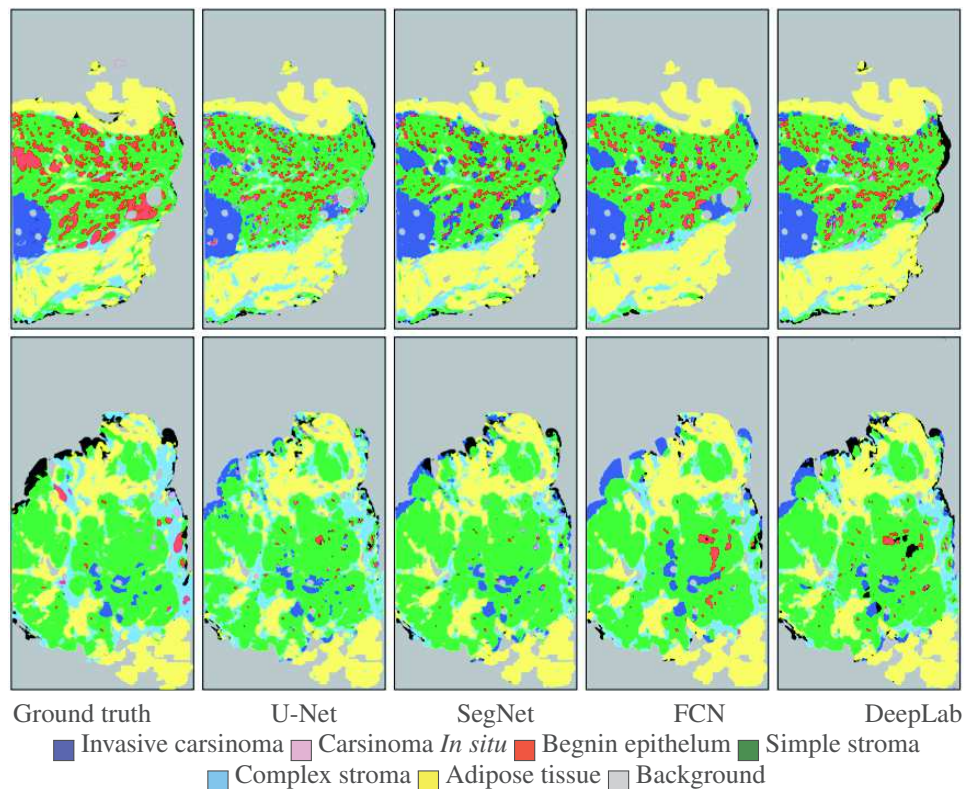 Ground truth U-Net SegNet FCN DeepLab
Invasive carsinoma Carsinoma In situ Begnin epithelum Simple stroma
Complex stroma Adipose tissue Background